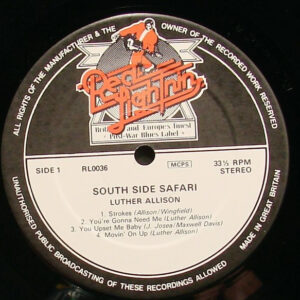 ALL RIGHTS OF THE MANUFACTURER & THE OWNER OF THE RECORDED WORK RESERVED.
Red
Lightnin'
Britain's and Europe's finest
Post-War Blues Label
SIDE 1
RL0036
MCPS
33⅓ RPM
STEREO
SOUTH SIDE SAFARI
LUTHER ALLISON
1. Strokes (Allison/Wingfield)
2. You're Gonna Need Me (Luther Allison)
3. You Upset Me Baby (J. Josea/Maxwell Davis)
4. Movin' On Up (Luther Allison)
UNAUTHORISED PUBLIC BROADCASTING OF THESE RECORDINGS NOT ALLOWED
MADE IN GREAT BRITAIN